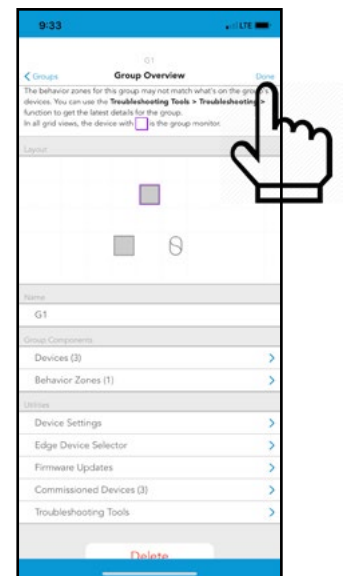 9:33 LTE
G1
Groups Group Overview Done
The behavior zones for this group may not match what's on the group's
devices. You can use the Troubleshooting Tools > Troubleshooting >
function to get the latest details for the group.
In all grid views, the device with is the group monitor.
Layout
Name
G1
Group Components
Devices (3)
Behavior Zones (1)
Utilities
Device Settings
Edge Device Selector
Firmware Updates
Commissioned Devices (3)
Troubleshooting Tools
Delete